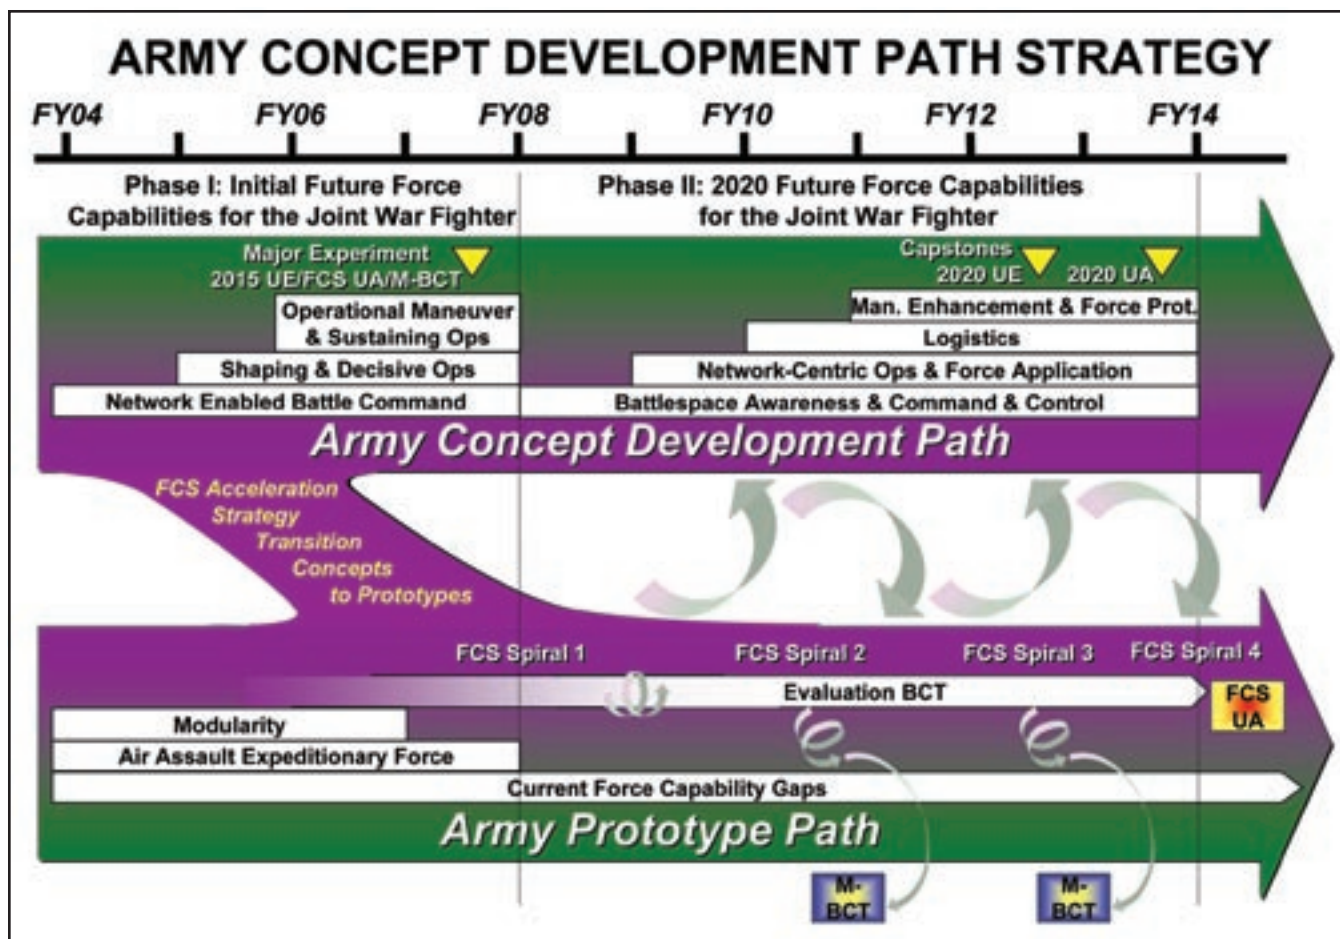 ARMY CONCEPT DEVELOPMENT PATH STRATEGY
FY04 FY06 FY08 FY10 FY12 FY14
Phase I: Initial Future Force
Capabilities for the Joint War Fighter
Phase II: 2020 Future Force Capabilities
for the Joint War Fighter
Major Experiment
2015 UE/FCS UA/M-BCT
Capstones
2020 UE
2020 UA
Operational Maneuver
& Sustaining Ops
Man. Enhancement & Force Prot.
Logistics
Shaping & Decisive Ops
Network-Centric Ops & Force Application
Network Enabled Battle Command
Battlespace Awareness & Command & Control
Army Concept Development Path
FCS Acceleration
Strategy
Transition
Concepts
to Prototypes
FCS Spiral 1
FCS Spiral 2
FCS Spiral 3
FCS Spiral 4
Evaluation BCT
FCS
UA
Modularity
Air Assault Expeditionary Force
Current Force Capability Gaps
Army Prototype Path
M-
BCT
M-
BCT